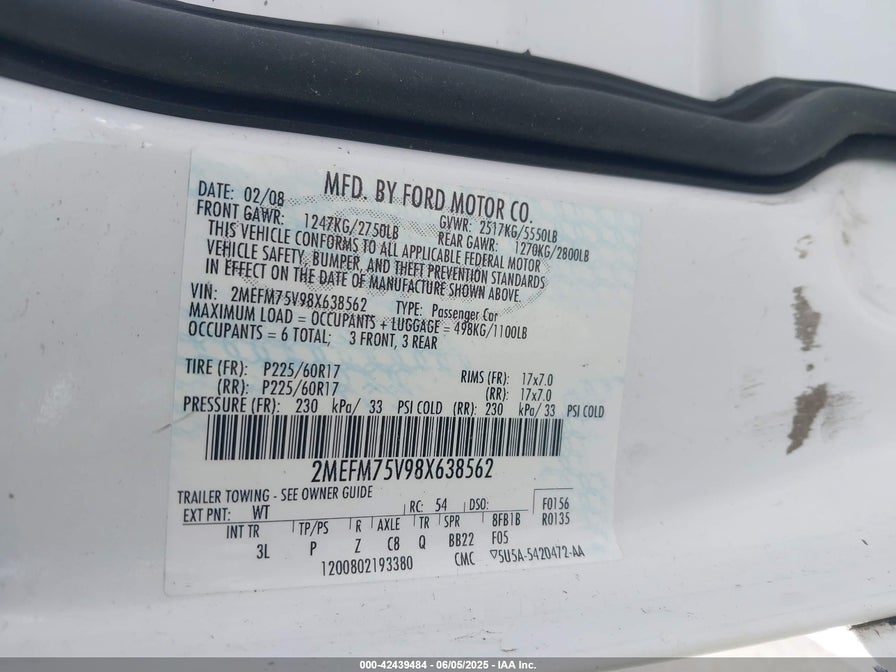 MFD. BY FORD MOTOR CO.
DATE: 02/08 GVWR: 2517KG/5550LB
FRONT GAWR: 1247KG/2750LB REAR GAWR: 1270KG/2800LB
THIS VEHICLE CONFORMS TO ALL APPLICABLE FEDERAL MOTOR
VEHICLE SAFETY, BUMPER, AND THEFT PREVENTION STANDARDS
IN EFFECT ON THE DATE OF MANUFACTURE SHOWN ABOVE.
VIN: 2MEFM75V98X638562 TYPE: Passenger Car
MAXIMUM LOAD = OCCUPANTS + LUGGAGE = 498KG/1100LB
OCCUPANTS = 6 TOTAL; 3 FRONT, 3 REAR
TIRE (FR): P225/60R17 RIMS (FR): 17x7.0
(RR): P225/60R17 (RR): 17x7.0
PRESSURE (FR): 230 kPa/ 33 PSI COLD (RR): 230 kPa/ 33 PSI COLD
2MEFM75V98X638562
TRAILER TOWING - SEE OWNER GUIDE
EXT PNT: WT RC: 54 DSO: F0156
INT TR TP/PS R AXLE TR SPR 8FB1B R0135
3L P Z C8 Q BB22 F05
1200802193380 CMC ▽5U5A-5420472-AA
000-42439484 - 06/05/2025 - IAA Inc.